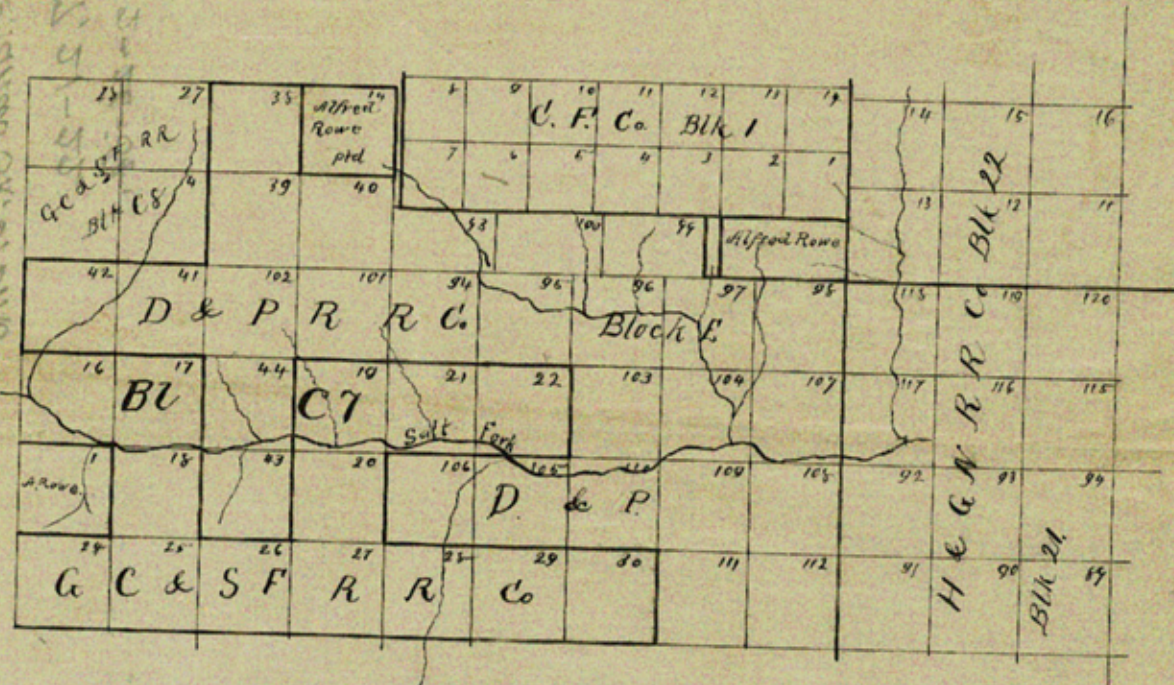 23 27 35 14 8 9 10 11 12 13 14 14 15 16
Alfred
Rowe
ptd
C. F. Co. Blk 1
G C & S F RR
Blk C8
7 6 5 4 3 2 1
4 39 40
13 12 11
93 100 99
Alfred Rowe
H & G N R R Co Blk 22
42 41 102 101 94 95 96 97 98 118 119 120
D & P R R Co.
Block E
16 17 44 19 21 22 103 104 107 117 116 115
Bl C7
Salt Fork
1 18 43 20 106 105 110 109 108 92 93 94
A Rowe.
D. & P.
24 25 26 27 28 29 30 111 112 91 90 89
G C & S F R R Co
Blk 21.